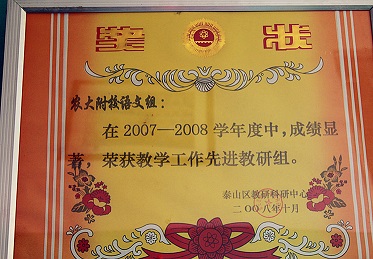 奖 状
农大附校语文组：
在2007—2008学年度中，成绩显
著，荣获教学工作先进教研组。
泰山区教研科研中心
二〇〇八年十月